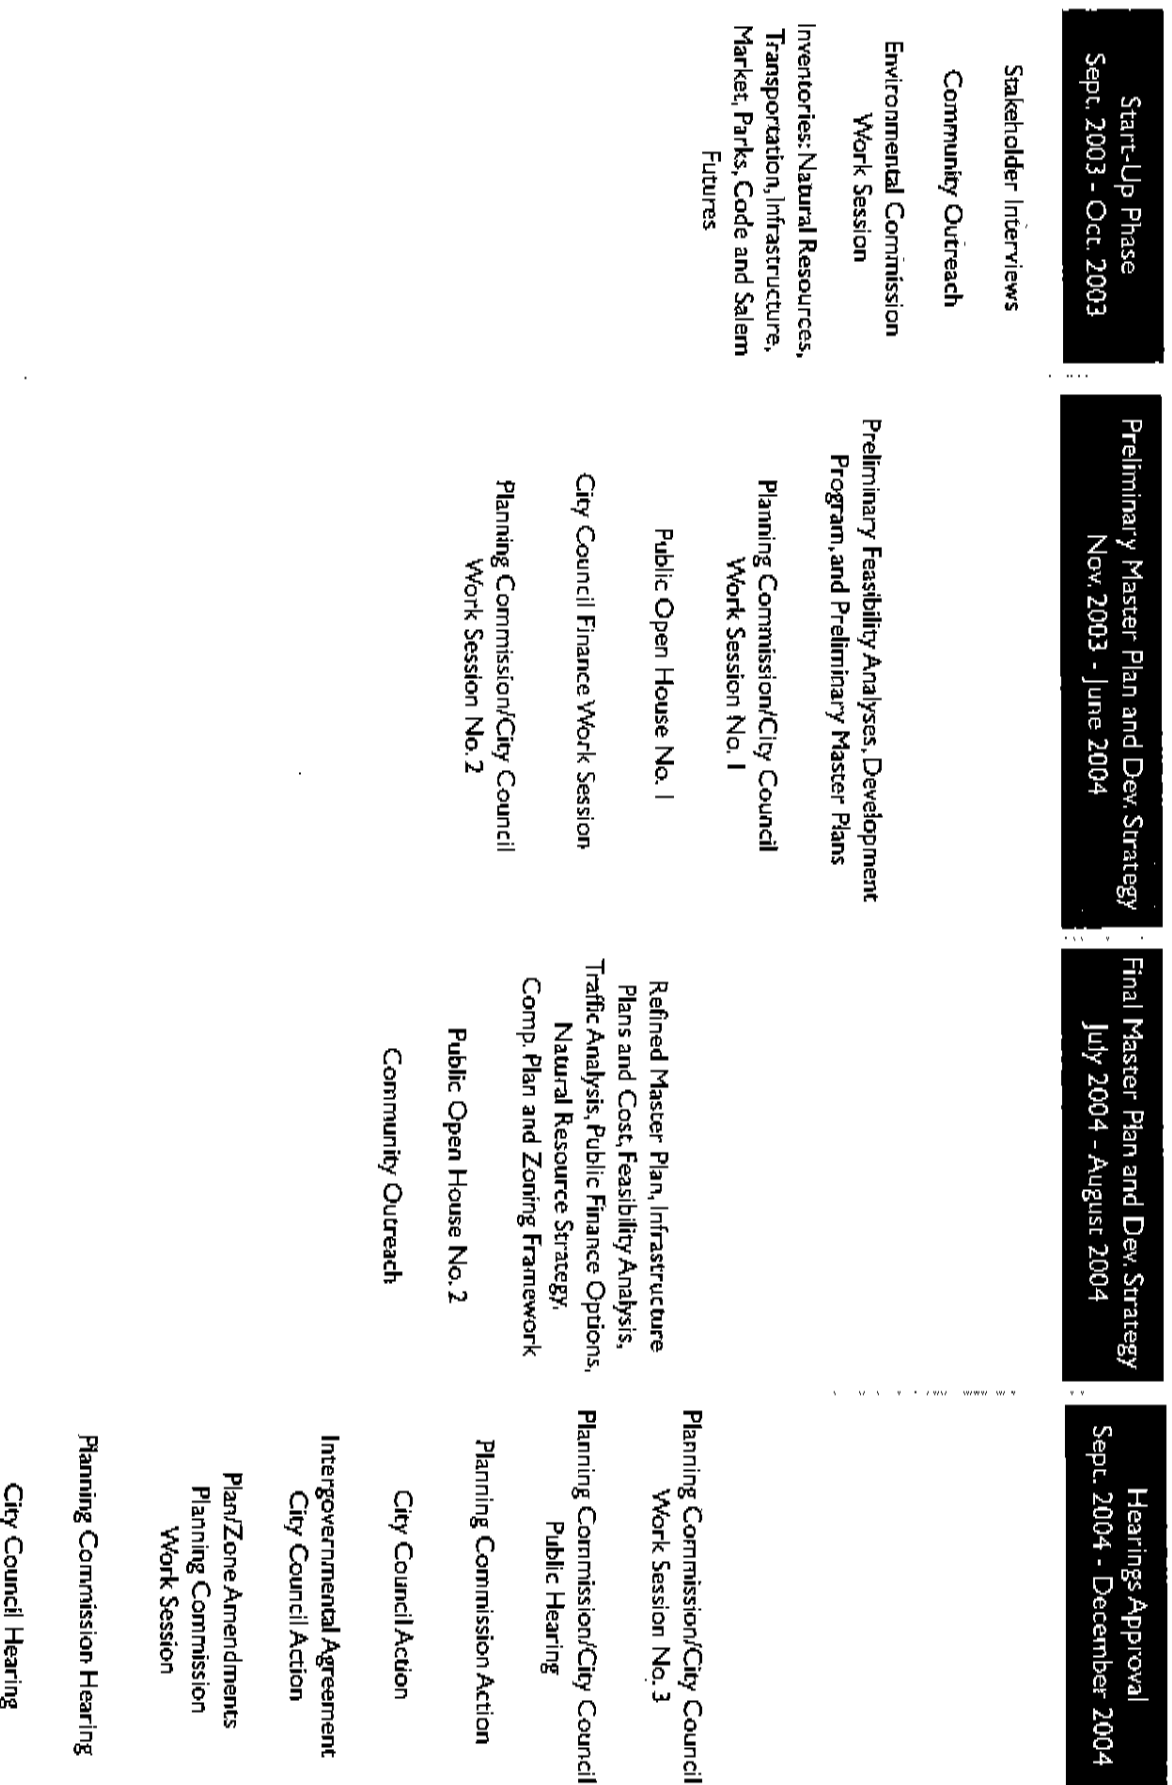 Start-Up Phase
Sept. 2003 - Oct. 2003
Stakeholder Interviews
Community Outreach
Environmental Commission
Work Session
Inventories: Natural Resources,
Transportation, Infrastructure,
Market, Parks, Code and Salem
Futures
Preliminary Master Plan and Dev. Strategy
Nov. 2003 - June 2004
Preliminary Feasibility Analyses, Development
Program, and Preliminary Master Plans
Planning Commission/City Council
Work Session No. 1
Public Open House No. 1
City Council Finance Work Session
Planning Commission/City Council
Work Session No. 2
Final Master Plan and Dev. Strategy
July 2004 - August 2004
Refined Master Plan, Infrastructure
Plans and Cost, Feasibility Analysis,
Traffic Analysis, Public Finance Options,
Natural Resource Strategy,
Comp. Plan and Zoning Framework
Public Open House No. 2
Community Outreach
Hearings Approval
Sept. 2004 - December 2004
Planning Commission/City Council
Work Session No. 3
Planning Commission/City Council
Public Hearing
Planning Commission Action
City Council Action
Intergovernmental Agreement
City Council Action
Plan/Zone Amendments
Planning Commission
Work Session
Planning Commission Hearing
City Council Hearing